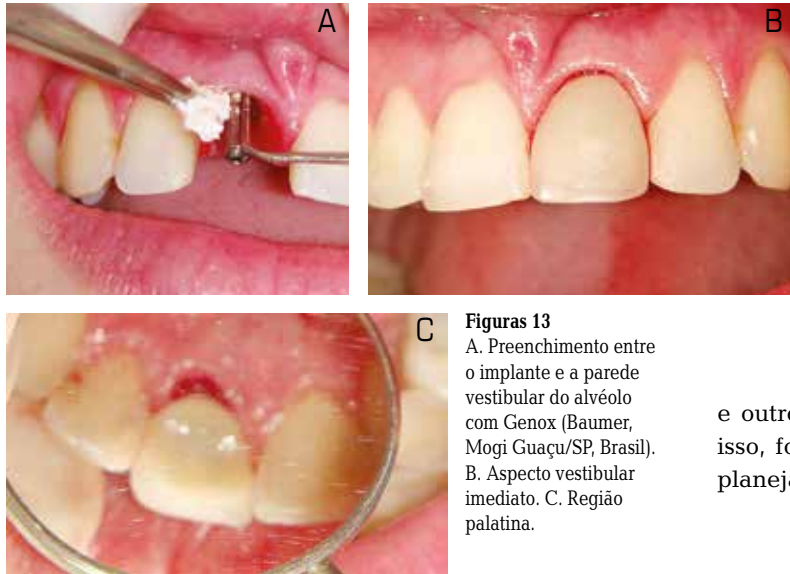 A
B
C
Figuras 13
A. Preenchimento entre
o implante e a parede
vestibular do alvéolo
com Genox (Baumer,
Mogi Guaçu/SP, Brasil).
B. Aspecto vestibular
imediato. C. Região
palatina.
e outro
isso, fo
planeja